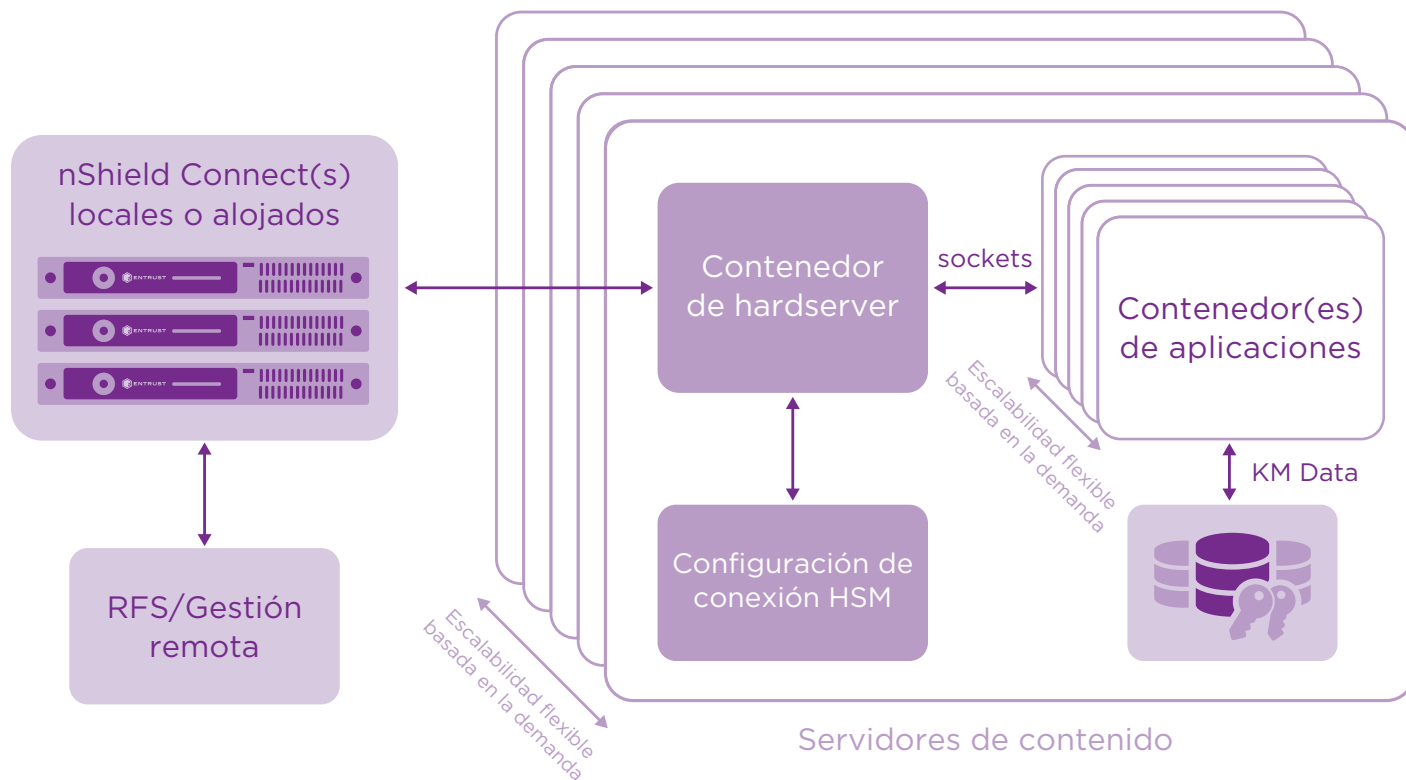 nShield Connect(s)
locales o alojados
ENTRUST
ENTRUST
ENTRUST
RFS/Gestión
remota
Contenedor
de hardserver
sockets
Contenedor(es)
de aplicaciones
Escalabilidad flexible
basada en la demanda
KM Data
Configuración de
conexión HSM
Escalabilidad flexible
basada en la demanda
Servidores de contenido